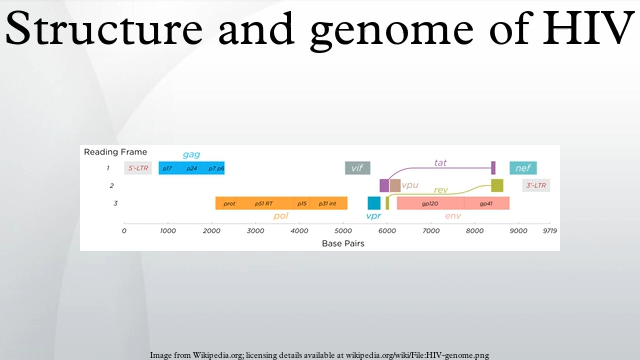 Structure and genome of HIV
Reading Frame
gag
1 5'-LTR p17 p24 p7 p6 vif tat nef
2 vpu rev 3'-LTR
3 prot p51 RT p15 p31 int gp120 gp41
pol vpr env
0 1000 2000 3000 4000 5000 6000 7000 8000 9000 9719
Base Pairs
Image from Wikipedia.org; licensing details available at wikipedia.org/wiki/File:HIV-genome.png